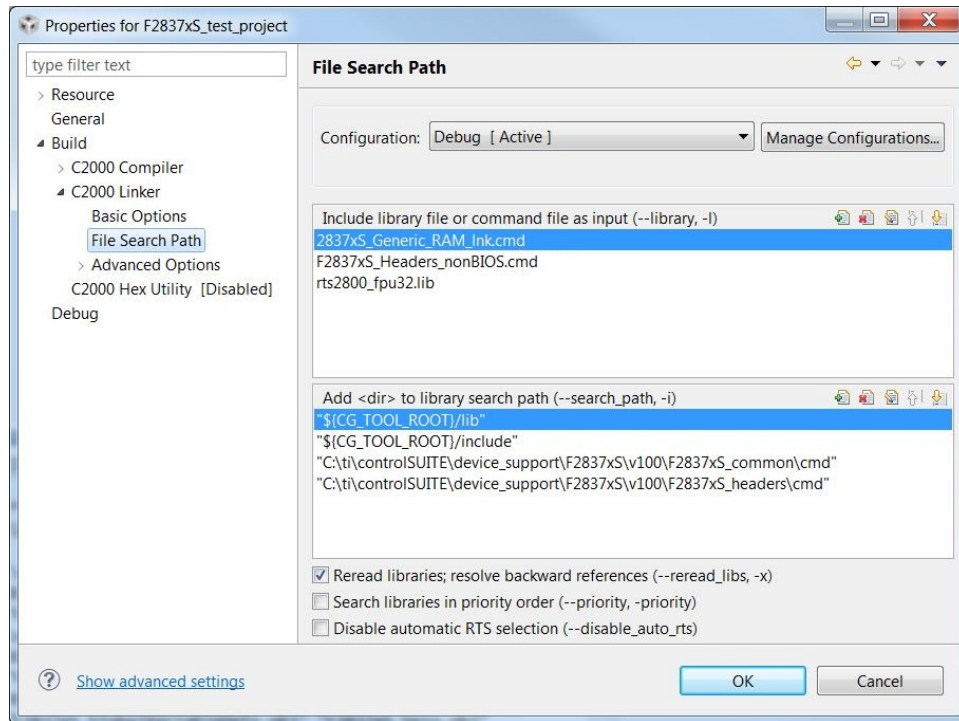 Properties for F2837xS_test_project
type filter text
Resource
General
Build
C2000 Compiler
C2000 Linker
Basic Options
File Search Path
Advanced Options
C2000 Hex Utility [Disabled]
Debug
File Search Path
Configuration: Debug [ Active ] Manage Configurations...
Include library file or command file as input (--library, -l)
2837xS_Generic_RAM_lnk.cmd
F2837xS_Headers_nonBIOS.cmd
rts2800_fpu32.lib
Add <dir> to library search path (--search_path, -i)
"${CG_TOOL_ROOT}/lib"
"${CG_TOOL_ROOT}/include"
"C:\ti\controlSUITE\device_support\F2837xS\v100\F2837xS_common\cmd"
"C:\ti\controlSUITE\device_support\F2837xS\v100\F2837xS_headers\cmd"
Reread libraries; resolve backward references (--reread_libs, -x)
Search libraries in priority order (--priority, -priority)
Disable automatic RTS selection (--disable_auto_rts)
Show advanced settings
OK Cancel